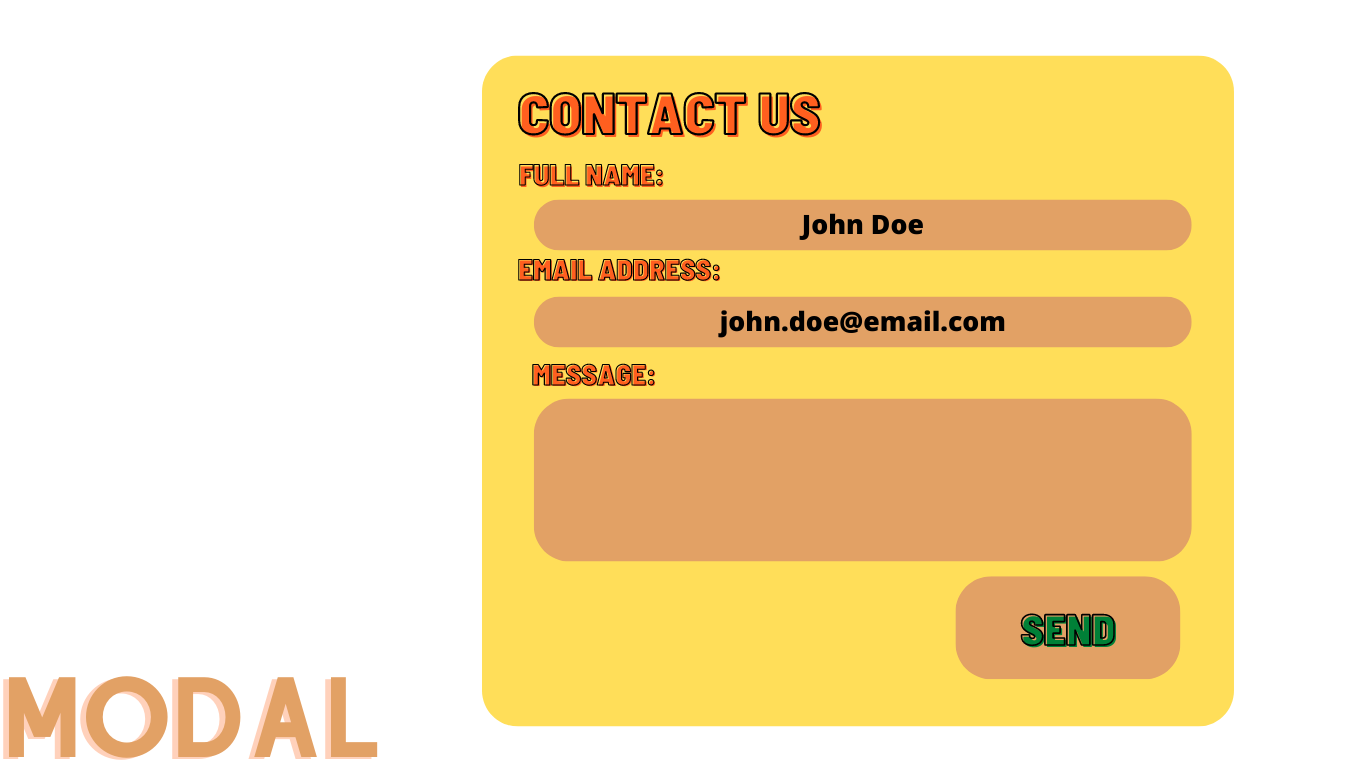 CONTACT US
FULL NAME:
John Doe
EMAIL ADDRESS:
john.doe@email.com
MESSAGE:
SEND
MODAL